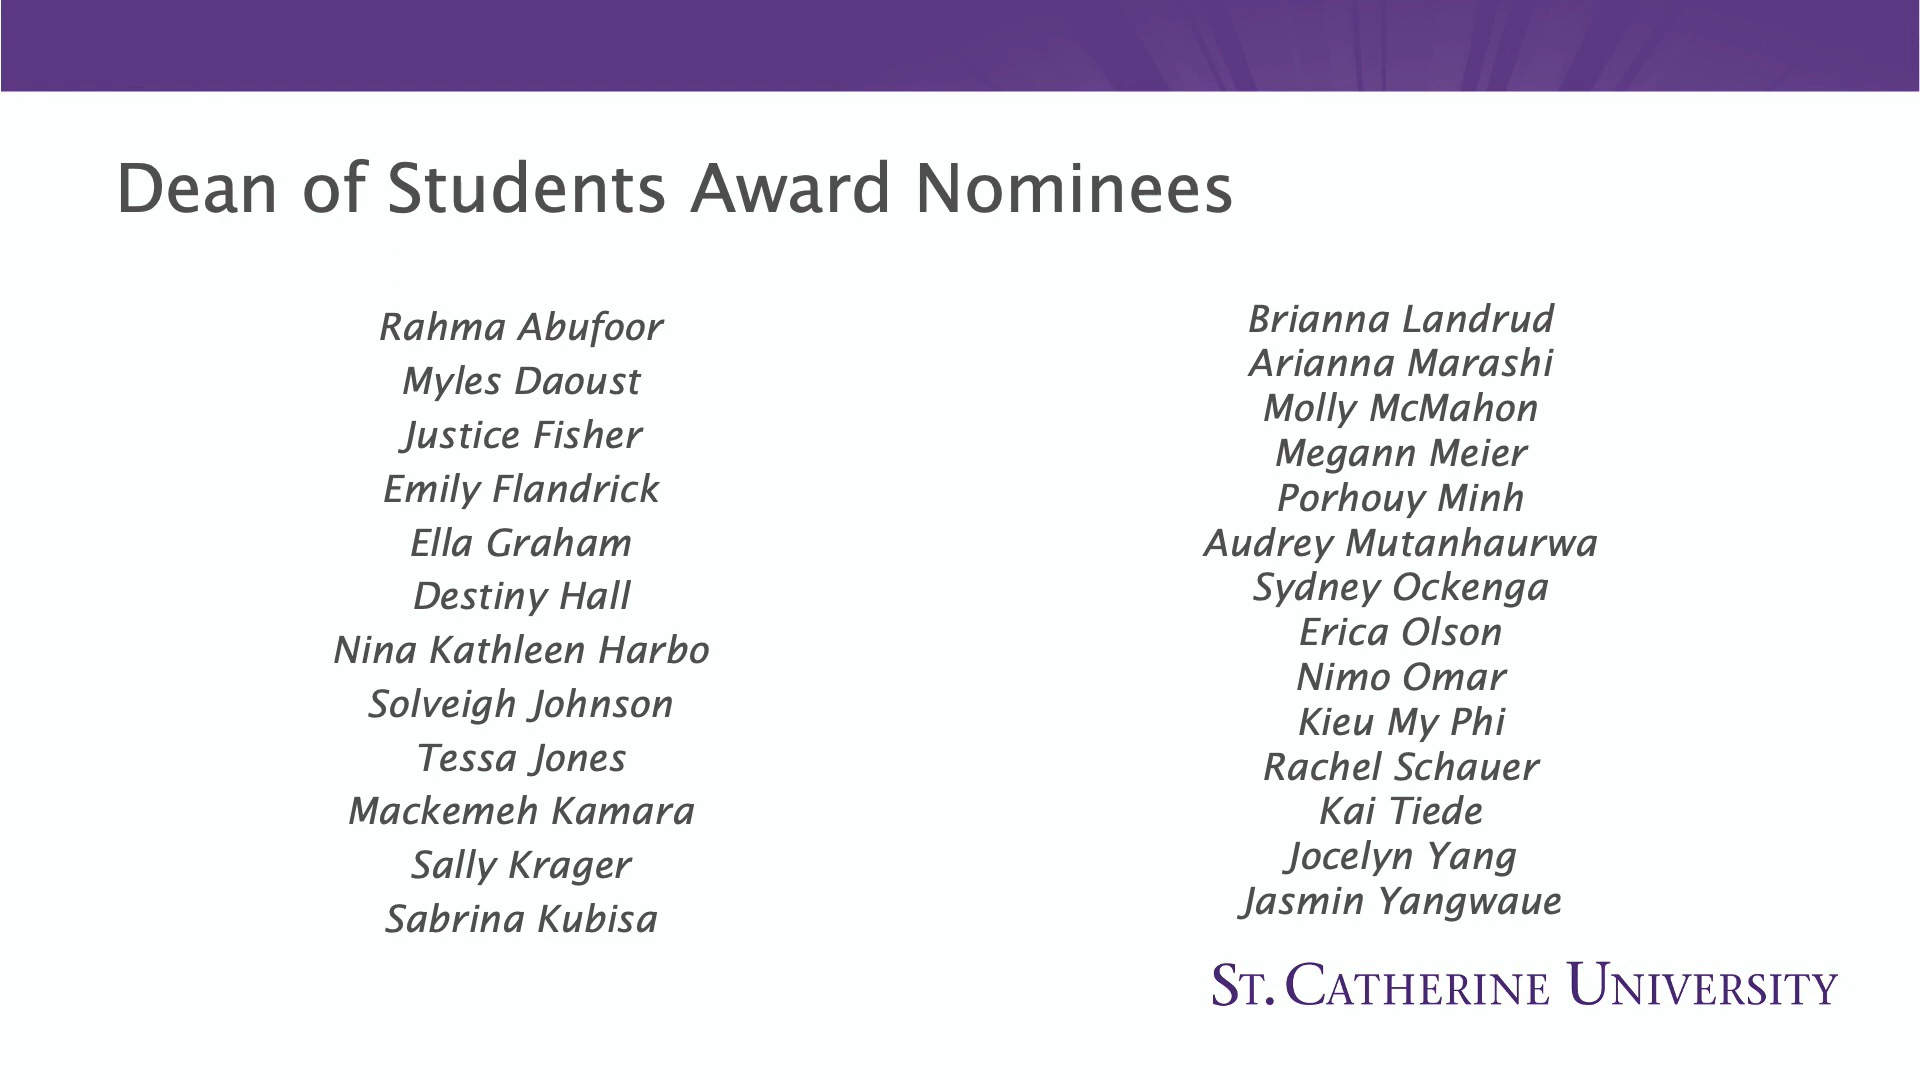 Dean of Students Award Nominees
Rahma Abufoor
Myles Daoust
Justice Fisher
Emily Flandrick
Ella Graham
Destiny Hall
Nina Kathleen Harbo
Solveigh Johnson
Tessa Jones
Mackemeh Kamara
Sally Krager
Sabrina Kubisa
Brianna Landrud
Arianna Marashi
Molly McMahon
Megann Meier
Porhouy Minh
Audrey Mutanhaurwa
Sydney Ockenga
Erica Olson
Nimo Omar
Kieu My Phi
Rachel Schauer
Kai Tiede
Jocelyn Yang
Jasmin Yangwaue
ST. CATHERINE UNIVERSITY